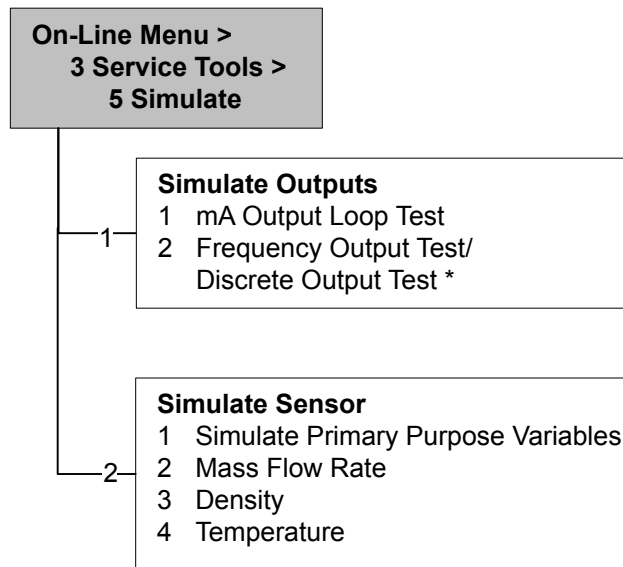 On-Line Menu >
3 Service Tools >
5 Simulate
1
Simulate Outputs
1 mA Output Loop Test
2 Frequency Output Test/
Discrete Output Test *
2
Simulate Sensor
1 Simulate Primary Purpose Variables
2 Mass Flow Rate
3 Density
4 Temperature